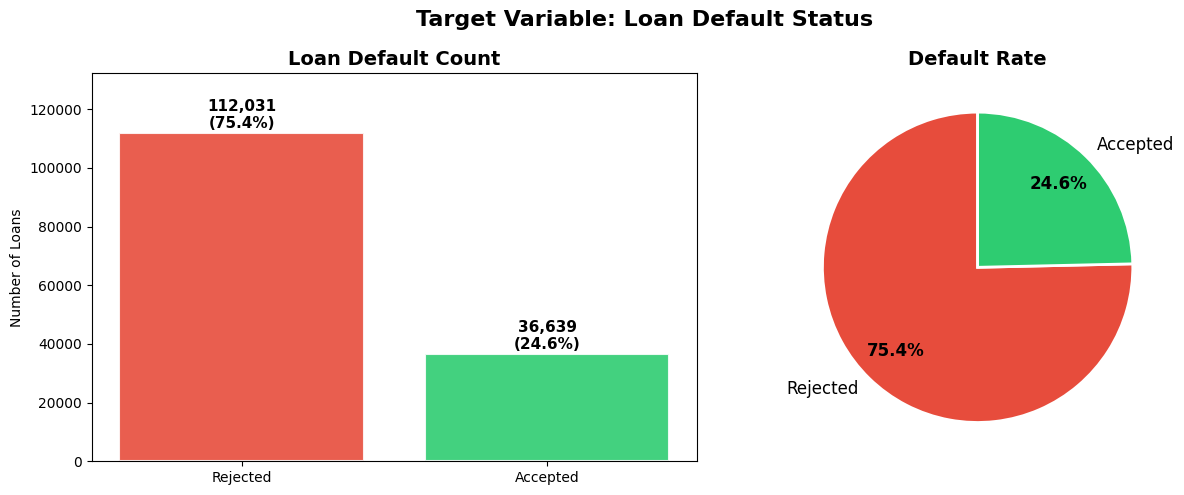 Target Variable: Loan Default Status
Loan Default Count
Number of Loans
120000
100000
80000
60000
40000
20000
0
112,031
(75.4%)
36,639
(24.6%)
Rejected
Accepted
Default Rate
Accepted
24.6%
75.4%
Rejected